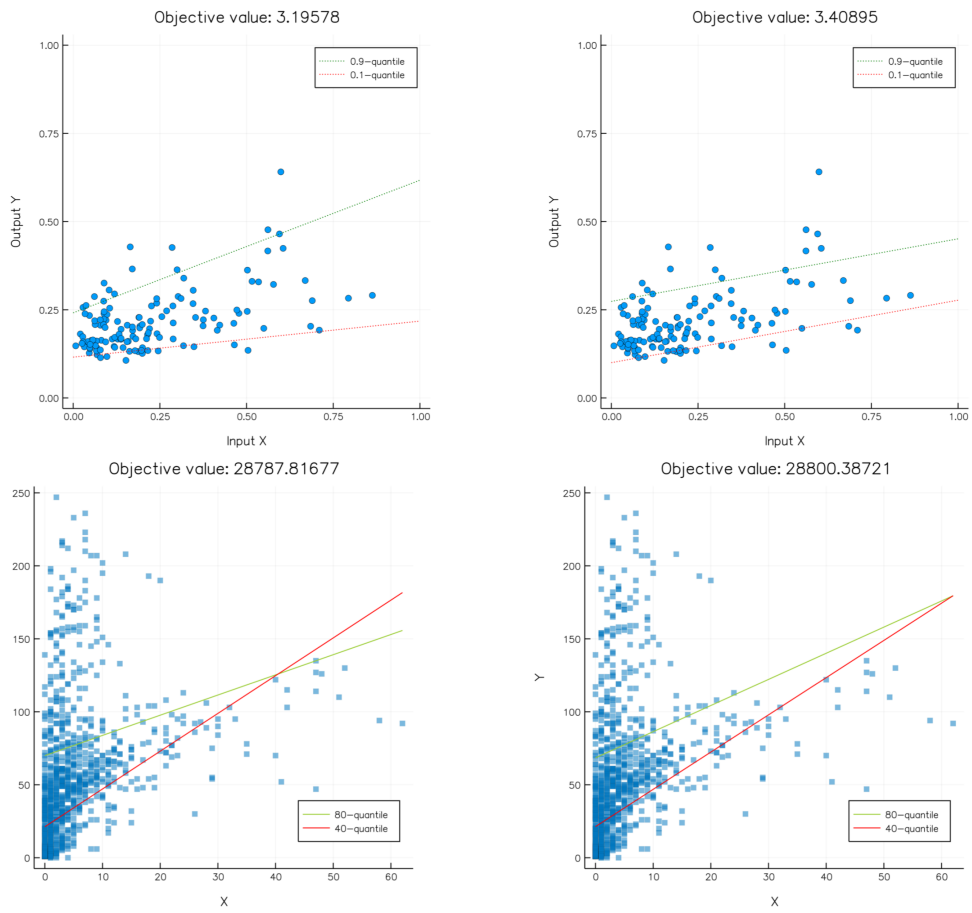 Objective value: 3.19578
1.00
0.75
0.50
0.25
0.00
Output Y
0.9-quantile
0.1-quantile
0.00 0.25 0.50 0.75 1.00
Input X
Objective value: 3.40895
1.00
0.75
0.50
0.25
0.00
Output Y
0.9-quantile
0.1-quantile
0.00 0.25 0.50 0.75 1.00
Input X
Objective value: 28787.81677
250
200
150
100
50
0
80-quantile
40-quantile
0 10 20 30 40 50 60
X
Objective value: 28800.38721
250
200
150
100
50
0
Y
80-quantile
40-quantile
0 10 20 30 40 50 60
X